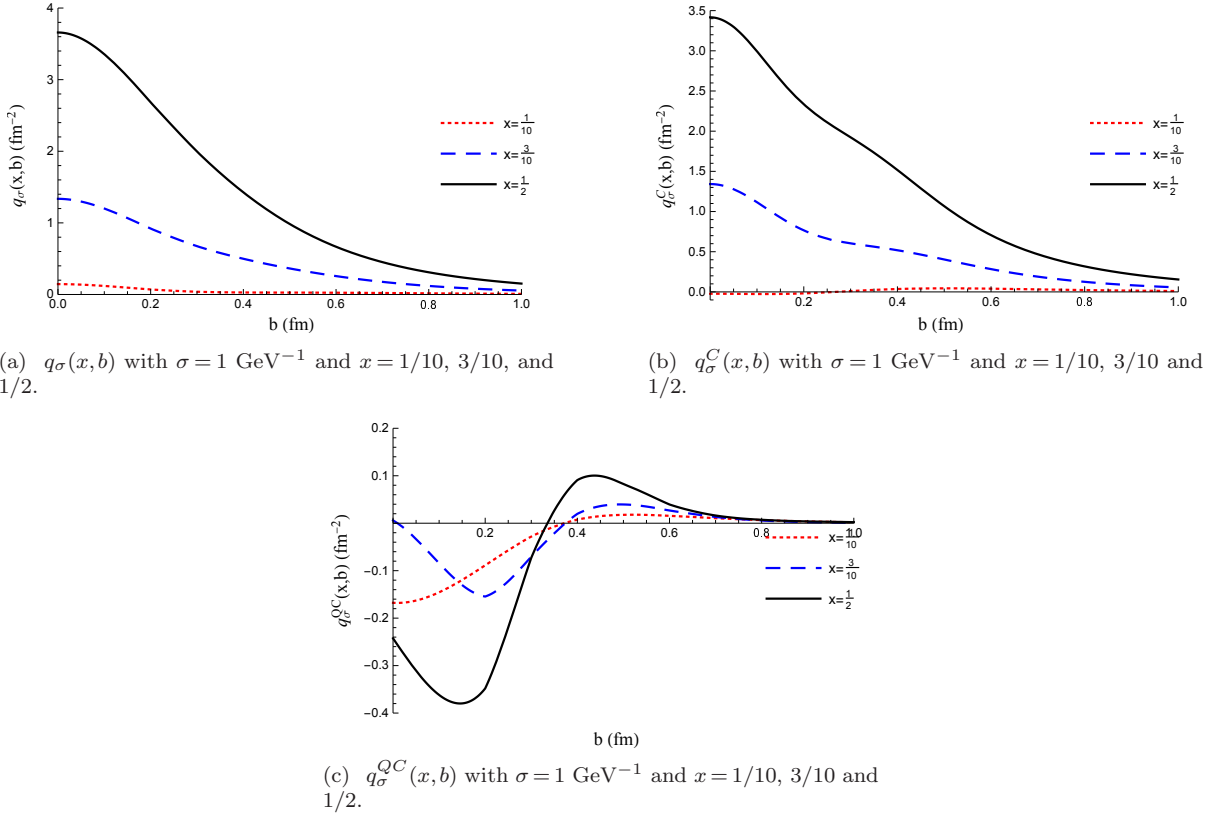 4
3
2
1
0
0.0 0.2 0.4 0.6 0.8 1.0
qσ(x,b) (fm⁻²)
b (fm)
x=1/10
x=3/10
x=1/2
(a) qσ(x,b) with σ=1 GeV⁻¹ and x=1/10, 3/10, and
1/2.
3.5
3.0
2.5
2.0
1.5
1.0
0.5
0.0
0.2 0.4 0.6 0.8 1.0
qσ^C(x,b) (fm⁻²)
b (fm)
x=1/10
x=3/10
x=1/2
(b) qσ^C(x,b) with σ=1 GeV⁻¹ and x=1/10, 3/10 and
1/2.
0.2
0.1
−0.1
−0.2
−0.3
−0.4
0.2 0.4 0.6 0.8 1.0
qσ^QC(x,b) (fm⁻²)
x=1/10
x=3/10
x=1/2
b (fm)
(c) qσ^QC(x,b) with σ=1 GeV⁻¹ and x=1/10, 3/10 and
1/2.